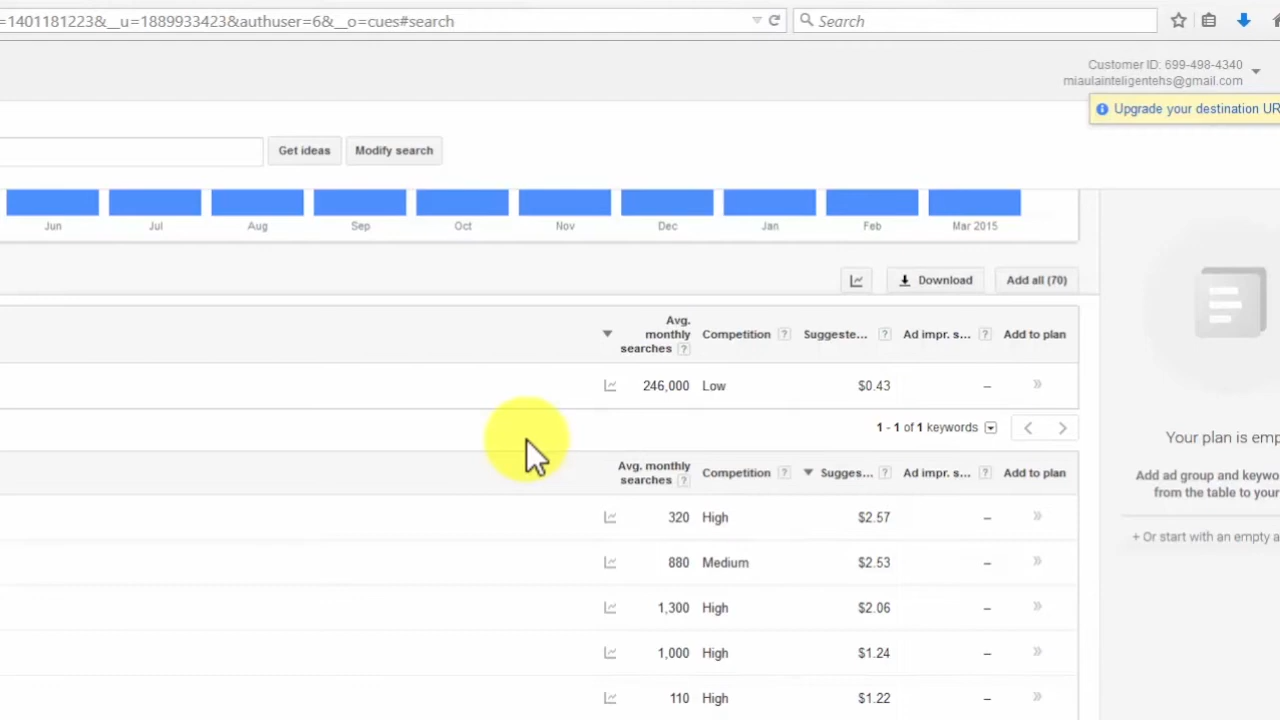 =1401181223&__u=1889933423&authuser=6&__o=cues#search
Search
Customer ID: 699-498-4340
miaulainteligentehs@gmail.com
Upgrade your destination UR
Get ideas
Modify search
Jun Jul Aug Sep Oct Nov Dec Jan Feb Mar 2015
Download
Add all (70)
Avg. monthly searches ? Competition ? Suggeste... ? Ad impr. s... ? Add to plan
246,000 Low $0.43 – »
1 - 1 of 1 keywords
Avg. monthly searches ? Competition ? Sugges... ? Ad impr. s... ? Add to plan
320 High $2.57 – »
880 Medium $2.53 – »
1,300 High $2.06 – »
1,000 High $1.24 – »
110 High $1.22 – »
Your plan is emp
Add ad group and keywo
from the table to your
+ Or start with an empty a